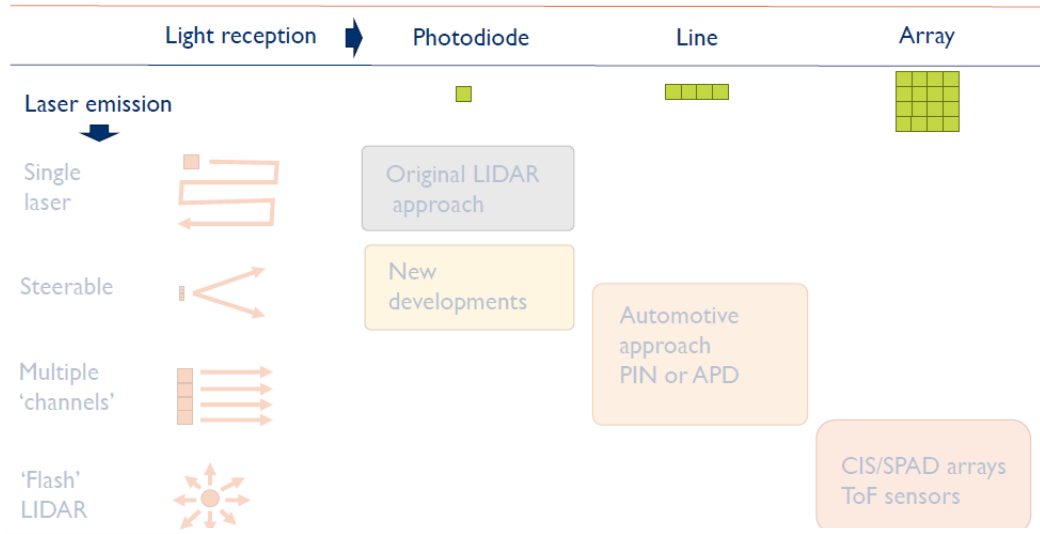 Light reception Photodiode Line Array
Laser emission
Single
laser
Original LIDAR
approach
Steerable
New
developments
Automotive
approach
PIN or APD
Multiple
‘channels’
‘Flash’
LIDAR
CIS/SPAD arrays
ToF sensors